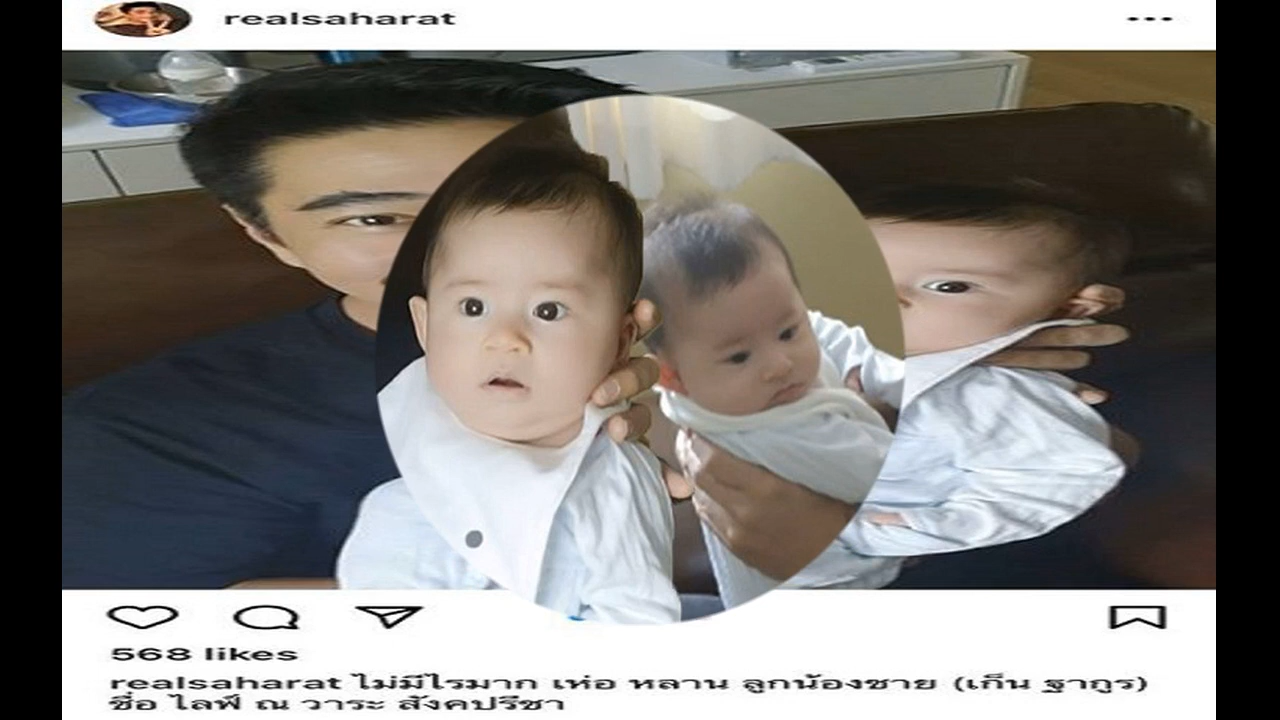 realsaharat
568 likes
realsaharat ไม่มีไรมาก เห่อ หลาน ลูกน้องชาย (เก็น ฐากูร)
ชื่อ ไลฟ์ ณ วาระ สังคปรีชา